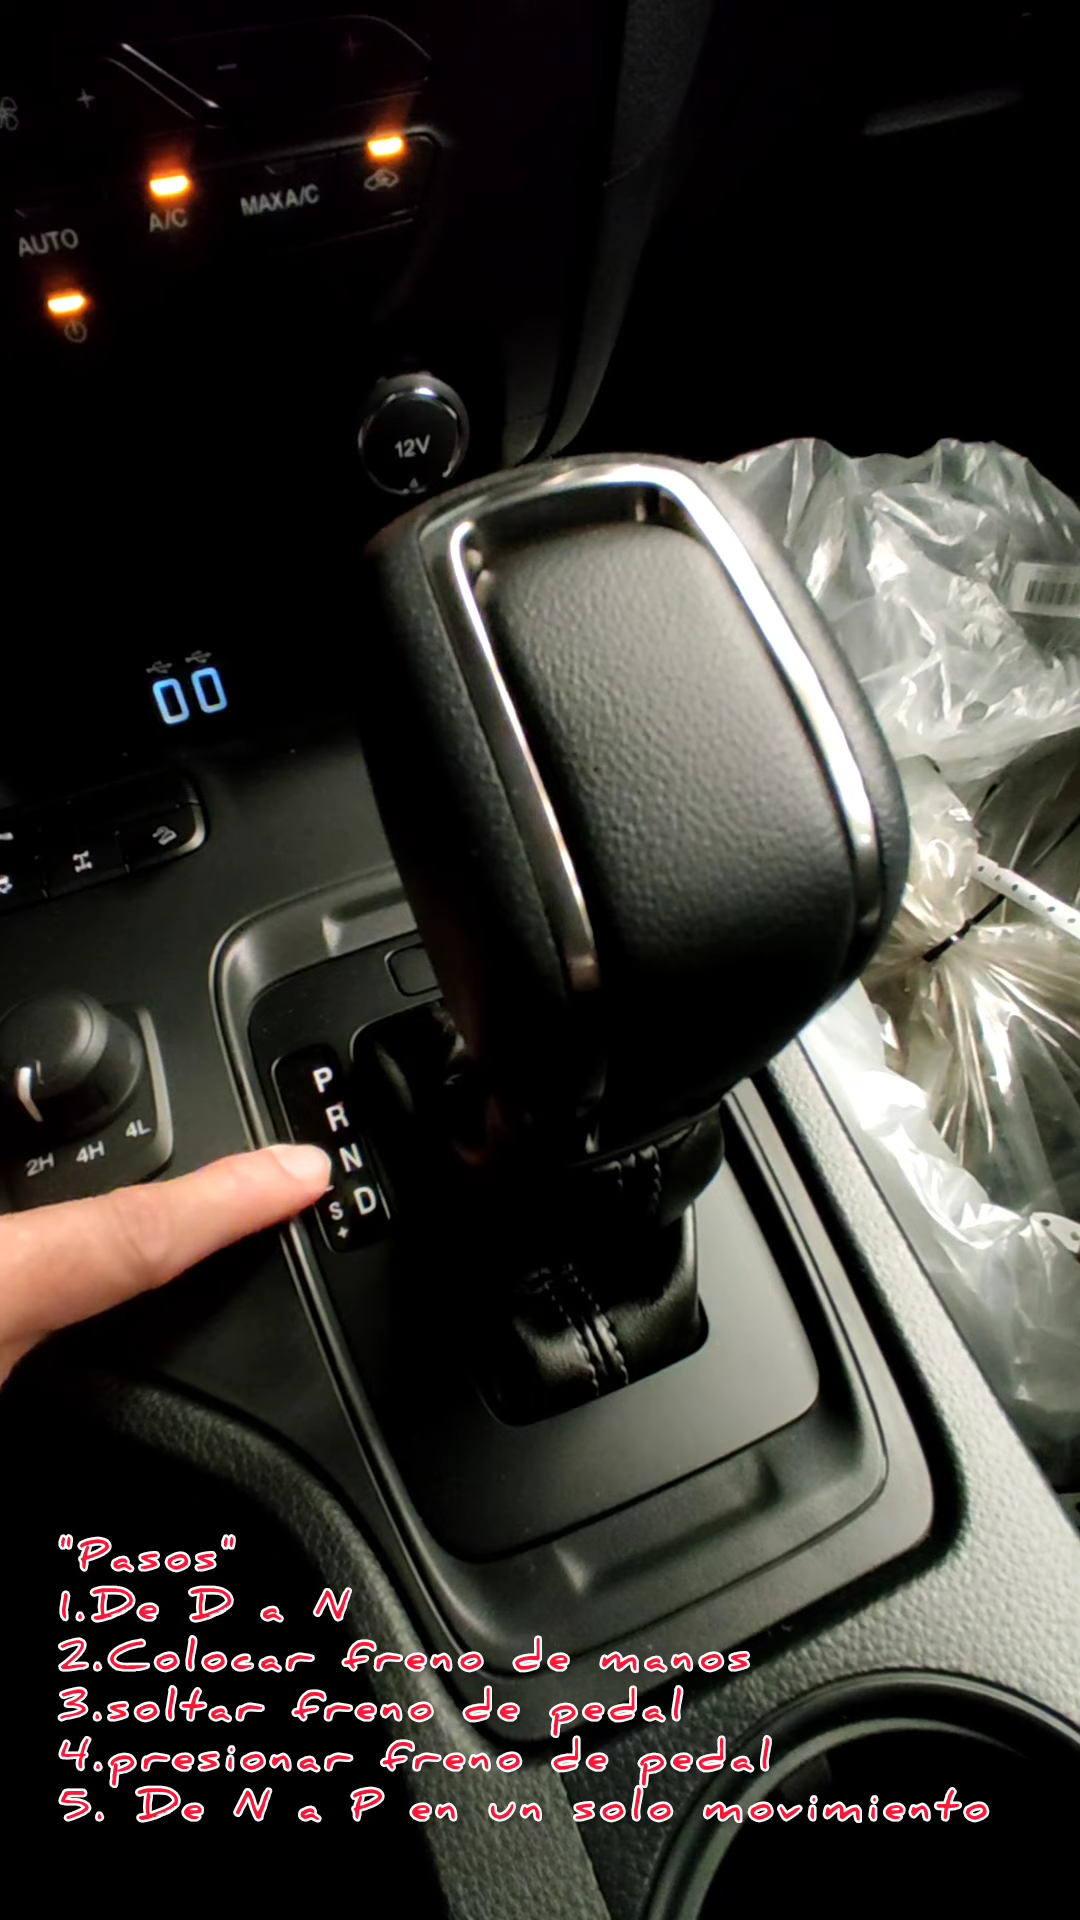 AUTO
A/C
MAX A/C
12V
P
R
N
D
S
+
2H 4H 4L
"Pasos"
1.De D a N
2.Colocar freno de manos
3.soltar freno de pedal
4.presionar freno de pedal
5. De N a P en un solo movimiento